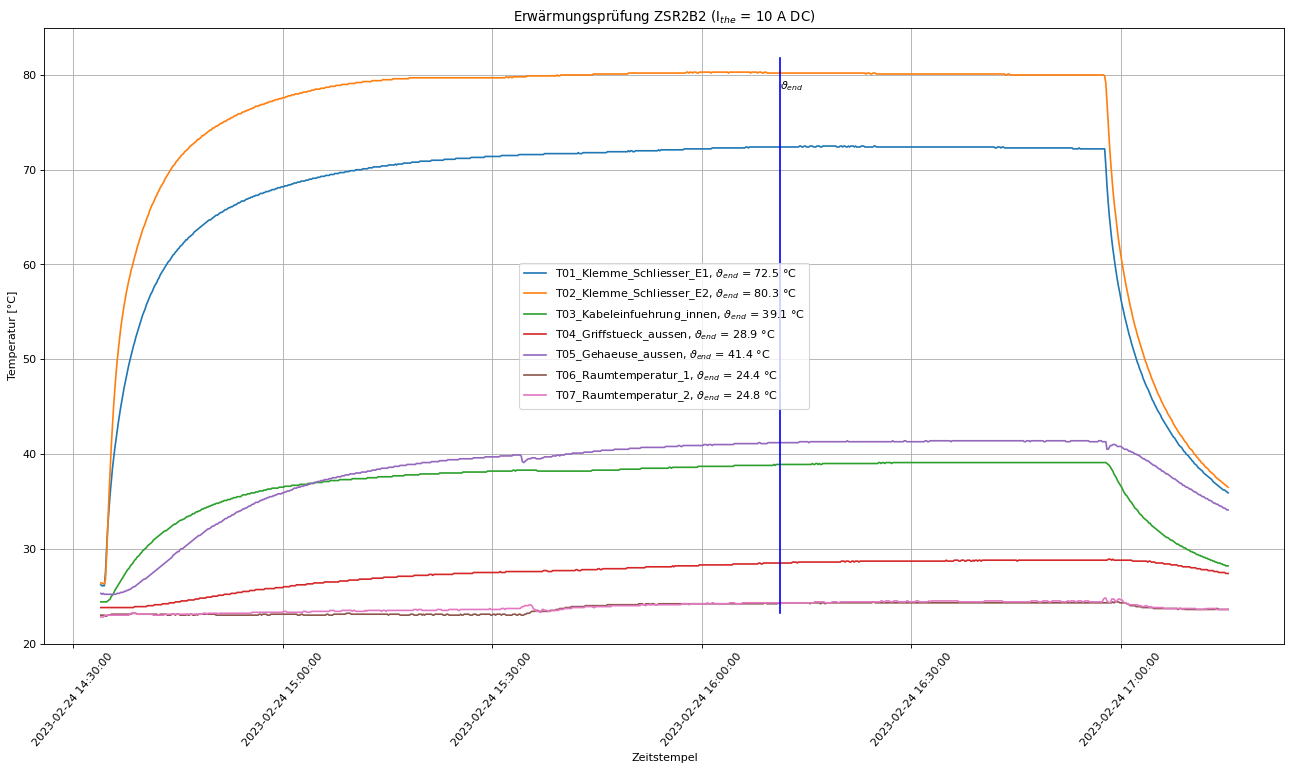 Erwärmungsprüfung ZSR2B2 (I_the = 10 A DC)
80
ϑ_end
70
60
T01_Klemme_Schliesser_E1, ϑ_end = 72.5 °C
T02_Klemme_Schliesser_E2, ϑ_end = 80.3 °C
T03_Kabeleinfuehrung_innen, ϑ_end = 39.1 °C
T04_Griffstueck_aussen, ϑ_end = 28.9 °C
T05_Gehaeuse_aussen, ϑ_end = 41.4 °C
T06_Raumtemperatur_1, ϑ_end = 24.4 °C
T07_Raumtemperatur_2, ϑ_end = 24.8 °C
Temperatur [°C]
50
40
30
20
2023-02-24 14:30:00
2023-02-24 15:00:00
2023-02-24 15:30:00
2023-02-24 16:00:00
2023-02-24 16:30:00
2023-02-24 17:00:00
Zeitstempel